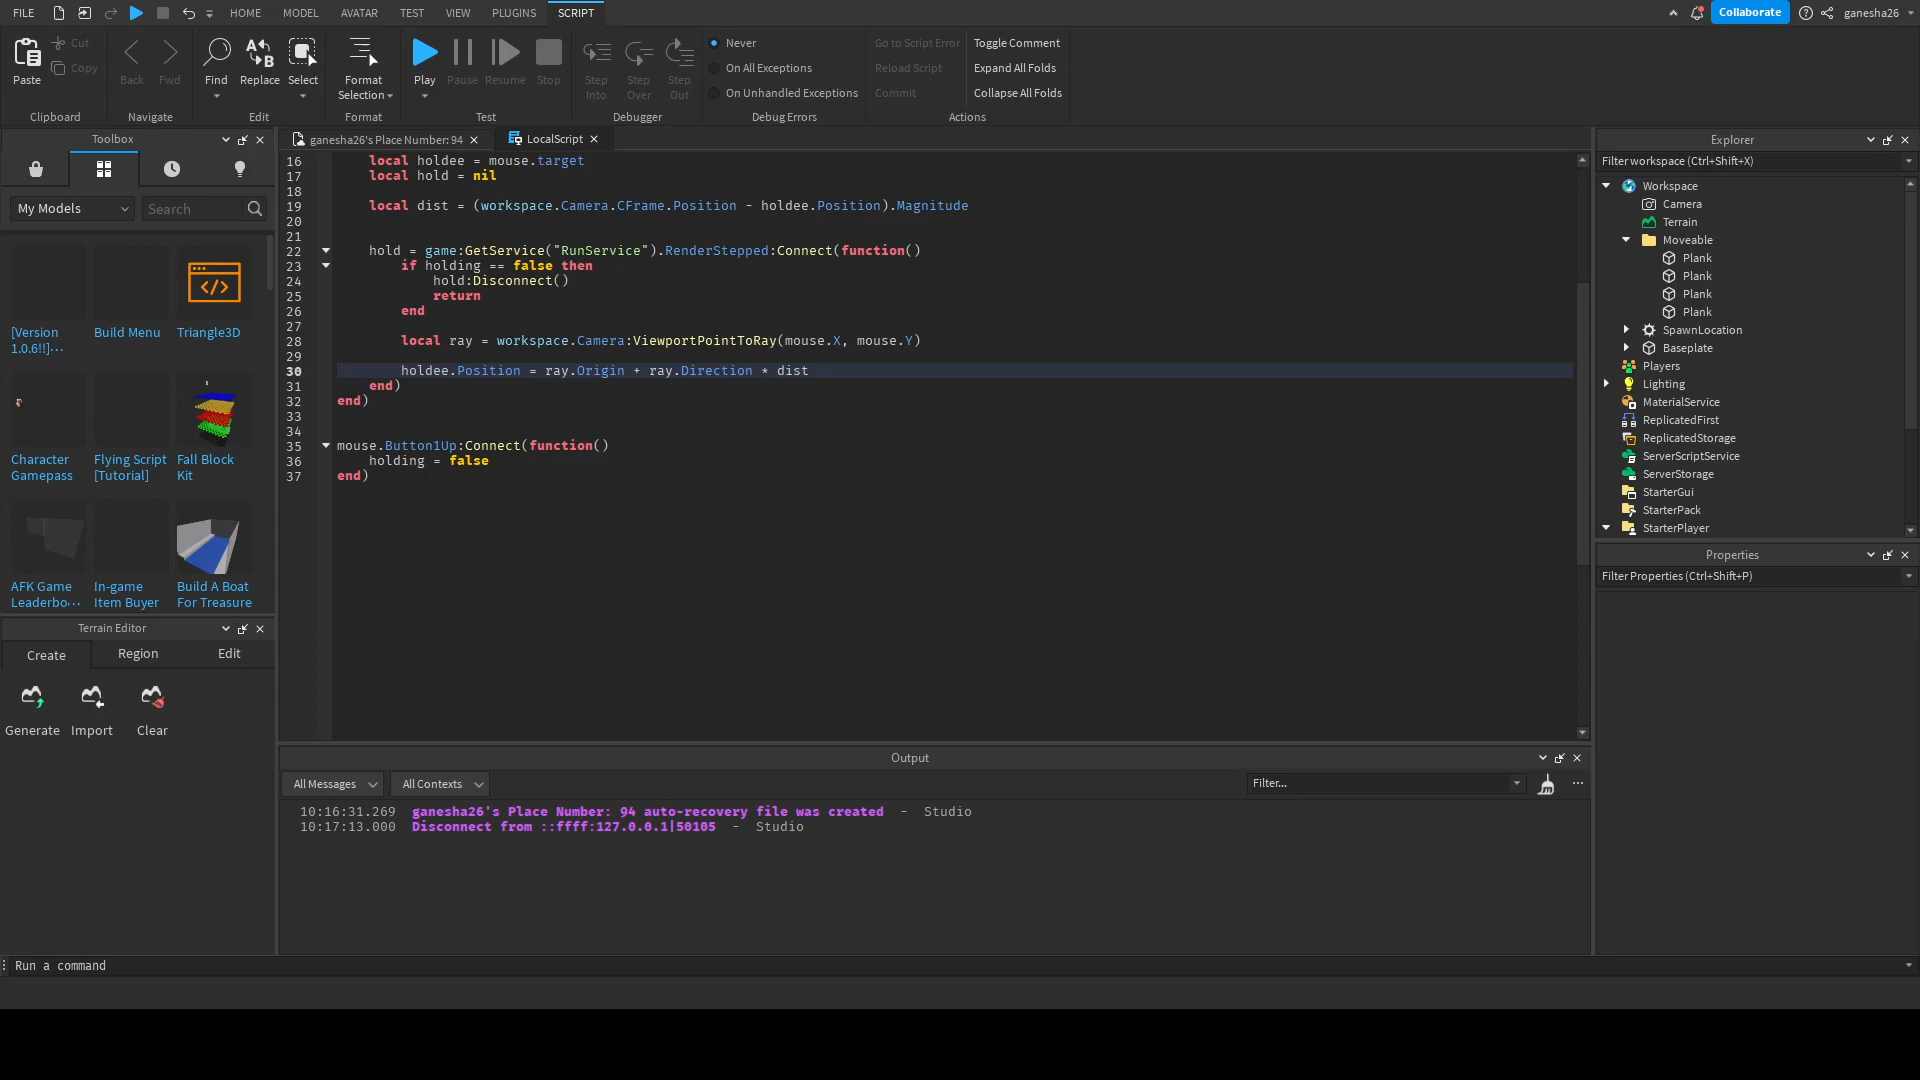 FILE
HOME
MODEL
AVATAR
TEST
VIEW
PLUGINS
SCRIPT
Collaborate
ganesha26
Paste
Cut
Copy
Clipboard
Back
Fwd
Navigate
Find
Replace
Select
Edit
Format
Selection
Format
Play
Pause
Resume
Stop
Test
Step
Into
Step
Over
Step
Out
Debugger
Never
On All Exceptions
On Unhandled Exceptions
Debug Errors
Go to Script Error
Reload Script
Commit
Toggle Comment
Expand All Folds
Collapse All Folds
Actions
Toolbox
My Models
Search
[Version
1.0.6!!]...
Build Menu
Triangle3D
Character
Gamepass
Flying Script
[Tutorial]
Fall Block
Kit
AFK Game
Leaderbo...
In-game
Item Buyer
Build A Boat
For Treasure
Terrain Editor
Create
Region
Edit
Generate
Import
Clear
ganesha26's Place Number: 94
LocalScript
16 local holdee = mouse.target
17 local hold = nil
18
19 local dist = (workspace.Camera.CFrame.Position - holdee.Position).Magnitude
20
21
22 hold = game:GetService("RunService").RenderStepped:Connect(function()
23 if holding == false then
24 hold:Disconnect()
25 return
26 end
27
28 local ray = workspace.Camera:ViewportPointToRay(mouse.X, mouse.Y)
29
30 holdee.Position = ray.Origin + ray.Direction * dist
31 end)
32 end)
33
34
35 mouse.Button1Up:Connect(function()
36 holding = false
37 end)
Output
All Messages
All Contexts
Filter...
10:16:31.269 ganesha26's Place Number: 94 auto-recovery file was created - Studio
10:17:13.000 Disconnect from ::ffff:127.0.0.1|50105 - Studio
Explorer
Filter workspace (Ctrl+Shift+X)
Workspace
Camera
Terrain
Moveable
Plank
Plank
Plank
Plank
SpawnLocation
Baseplate
Players
Lighting
MaterialService
ReplicatedFirst
ReplicatedStorage
ServerScriptService
ServerStorage
StarterGui
StarterPack
StarterPlayer
Properties
Filter Properties (Ctrl+Shift+P)
Run a command